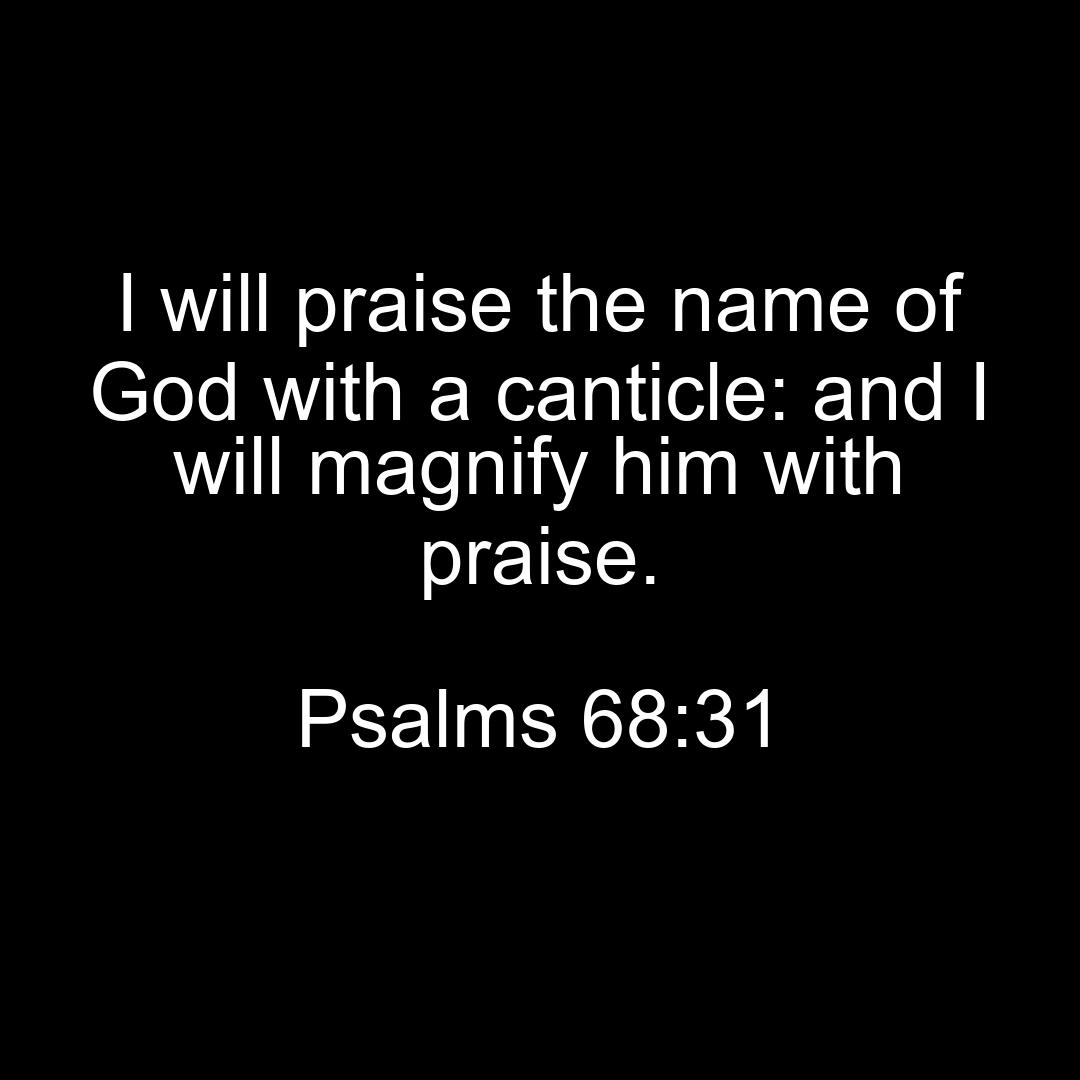 I will praise the name of
God with a canticle: and I
will magnify him with
praise.
Psalms 68:31